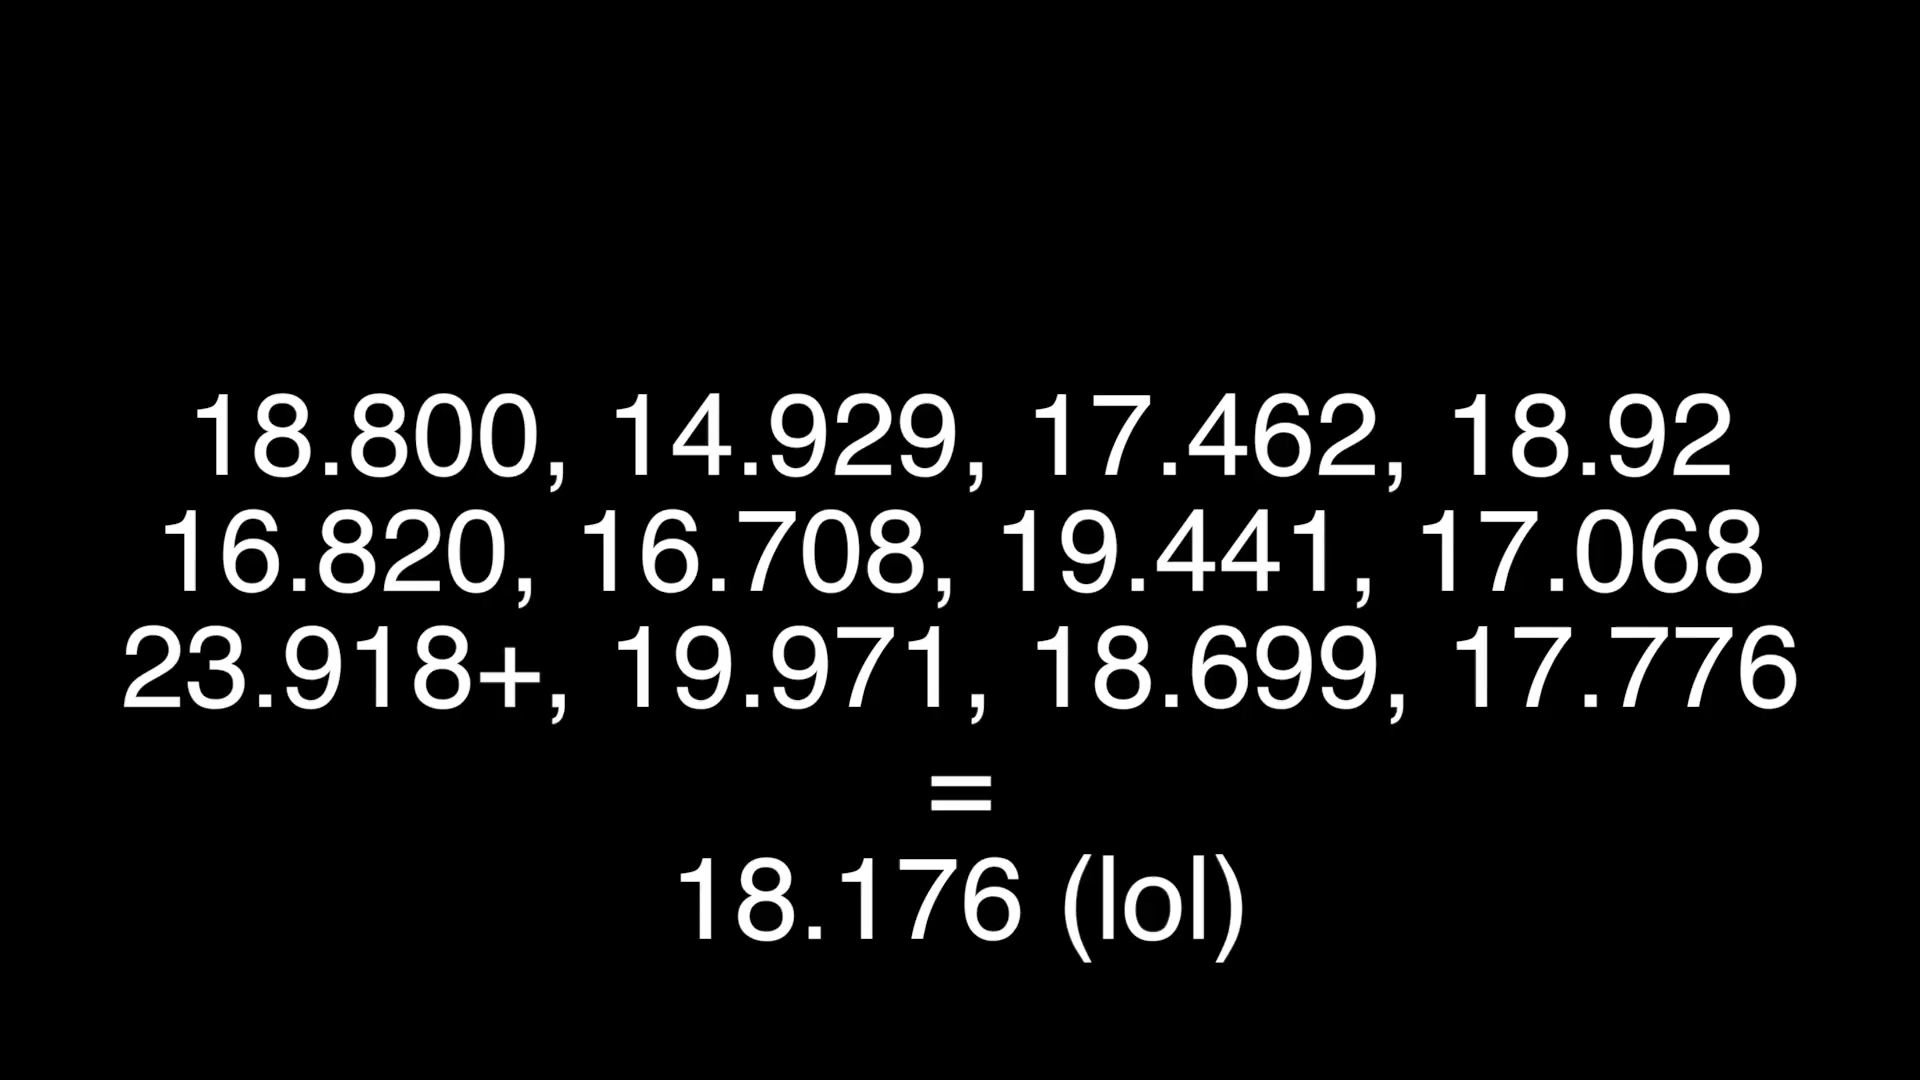 18.800, 14.929, 17.462, 18.92
16.820, 16.708, 19.441, 17.068
23.918+, 19.971, 18.699, 17.776
=
18.176 (lol)